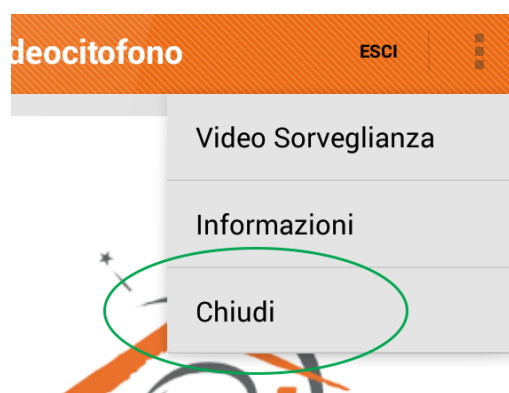 deocitofono
ESCI
Video Sorveglianza
Informazioni
Chiudi